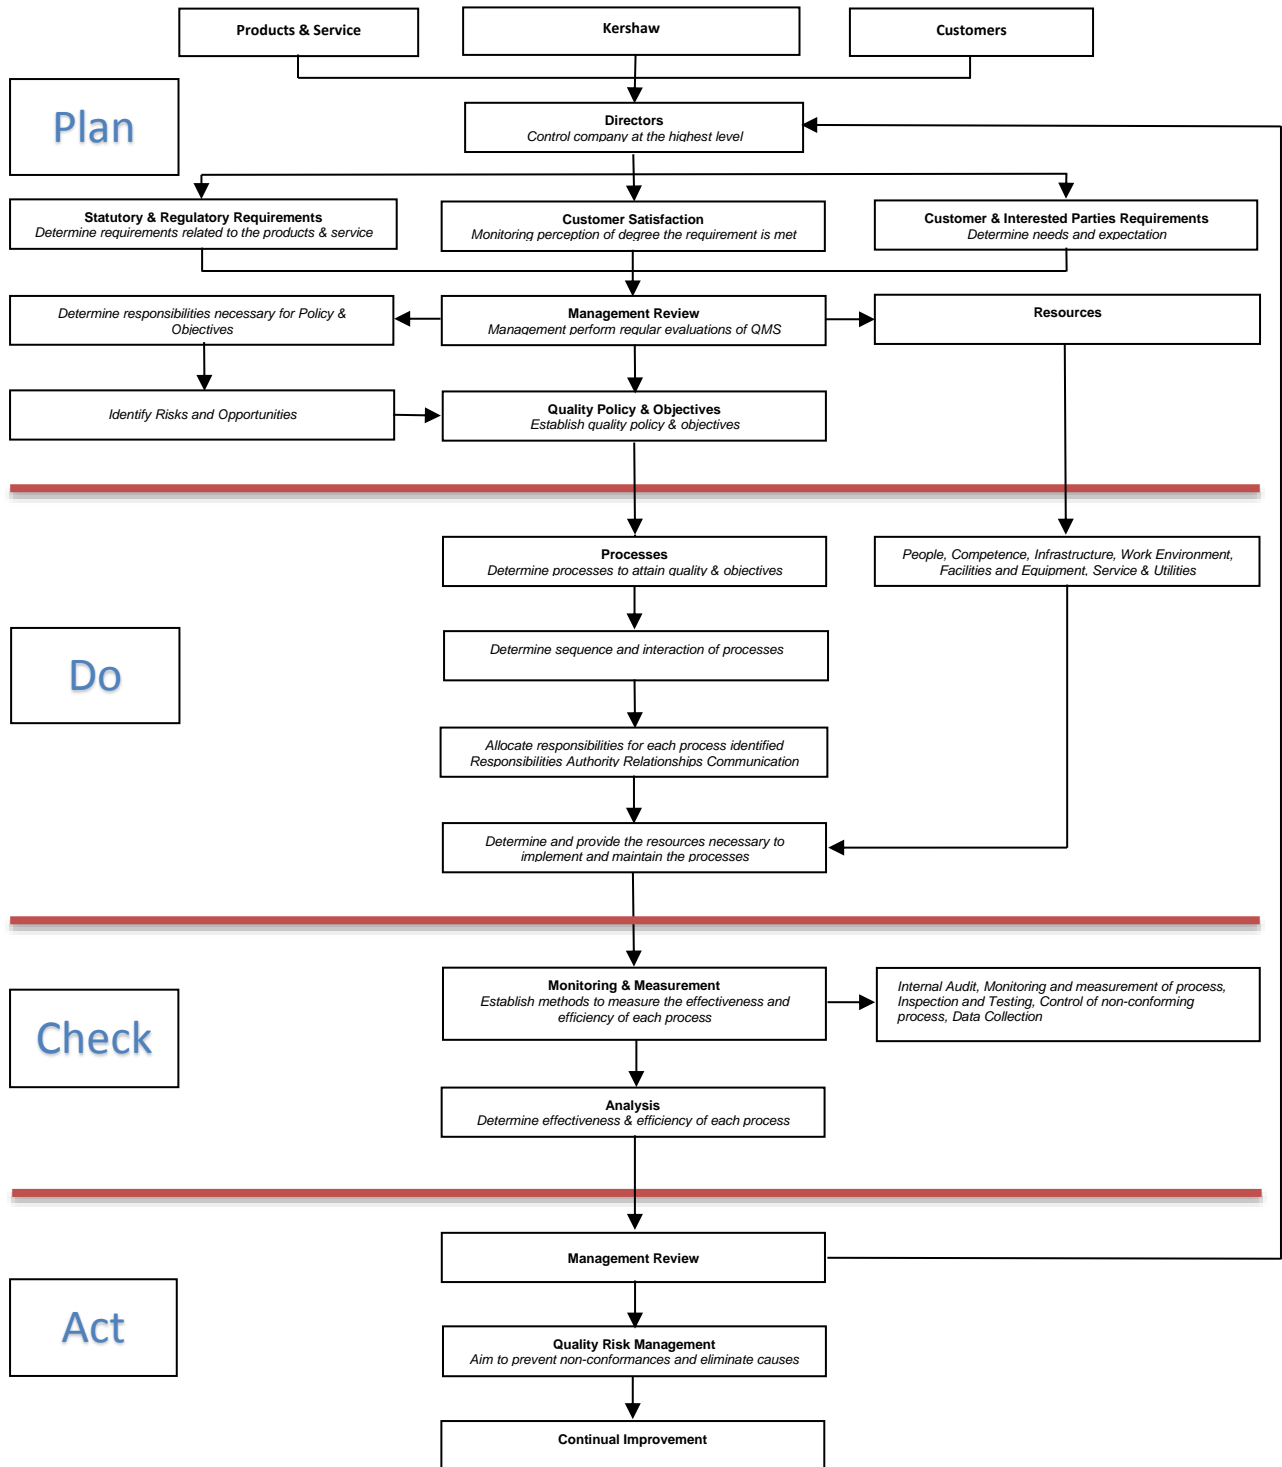 Products & Service
Kershaw
Customers
Plan
Directors
Control company at the highest level
Statutory & Regulatory Requirements
Determine requirements related to the products & service
Customer Satisfaction
Monitoring perception of degree the requirement is met
Customer & Interested Parties Requirements
Determine needs and expectation
Determine responsibilities necessary for Policy &
Objectives
Management Review
Management perform regular evaluations of QMS
Resources
Identify Risks and Opportunities
Quality Policy & Objectives
Establish quality policy & objectives
Processes
Determine processes to attain quality & objectives
People, Competence, Infrastructure, Work Environment,
Facilities and Equipment, Service & Utilities
Do
Determine sequence and interaction of processes
Allocate responsibilities for each process identified
Responsibilities Authority Relationships Communication
Determine and provide the resources necessary to
implement and maintain the processes
Check
Monitoring & Measurement
Establish methods to measure the effectiveness and
efficiency of each process
Internal Audit, Monitoring and measurement of process,
Inspection and Testing, Control of non-conforming
process, Data Collection
Analysis
Determine effectiveness & efficiency of each process
Act
Management Review
Quality Risk Management
Aim to prevent non-conformances and eliminate causes
Continual Improvement